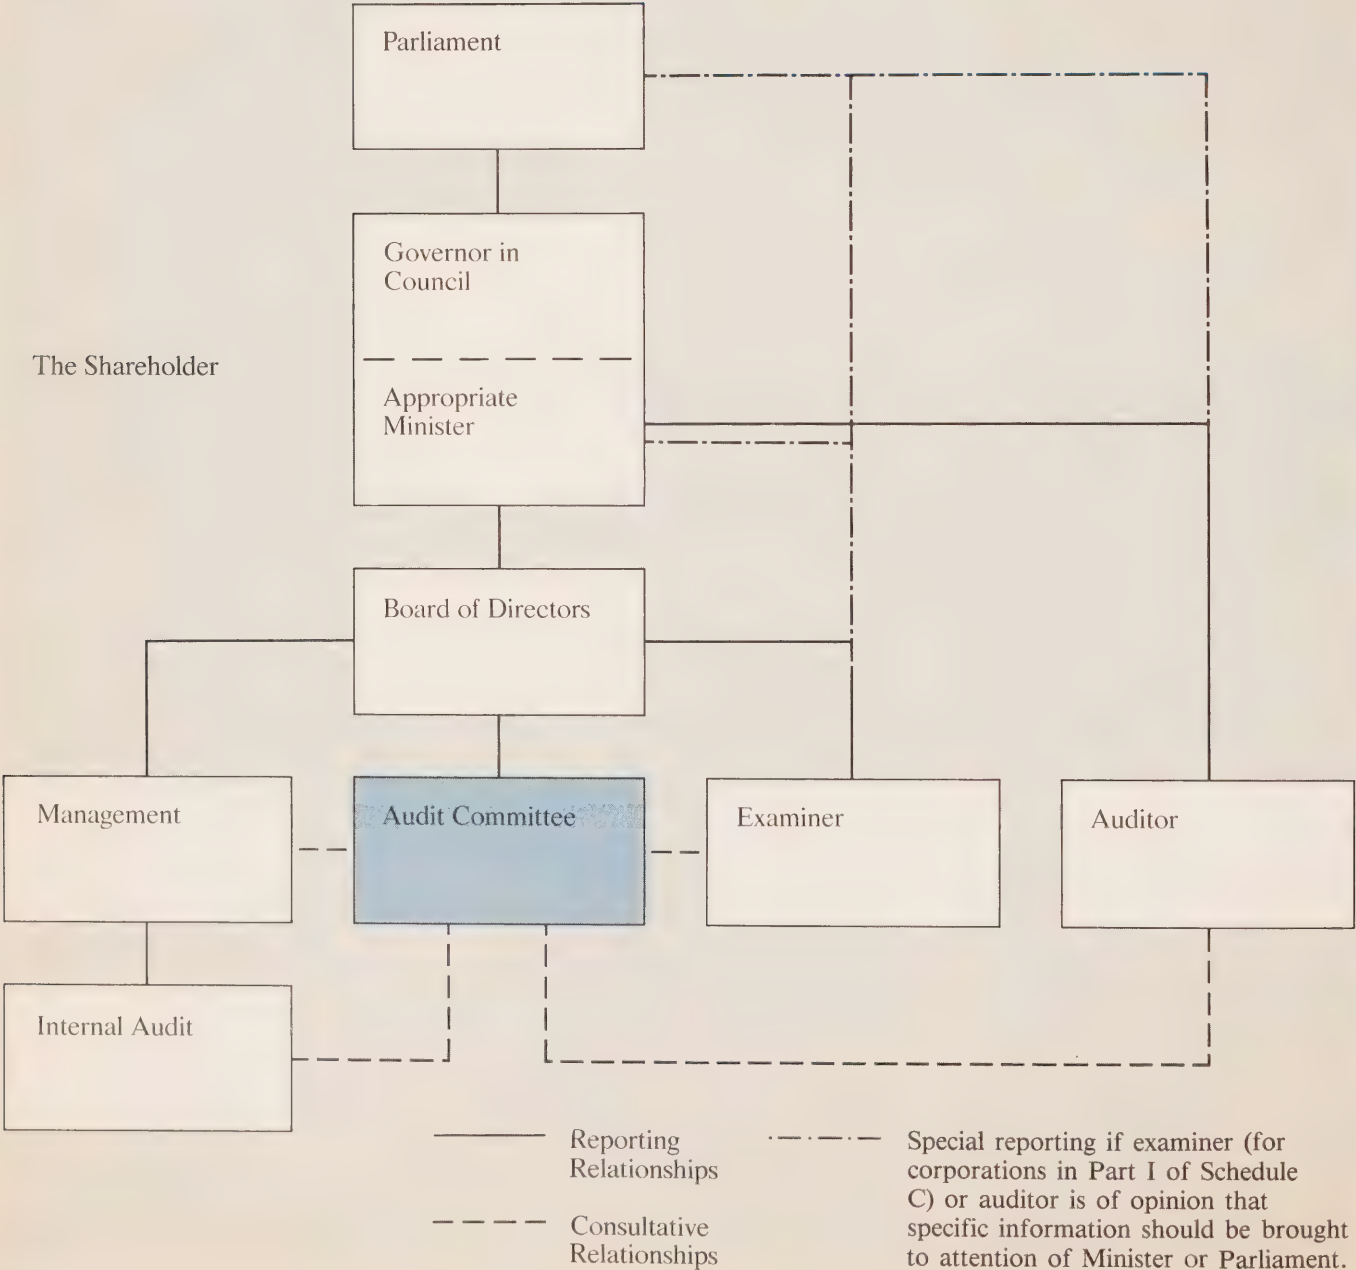 Parliament
Governor in
Council
The Shareholder
Appropriate
Minister
Board of Directors
Management
Audit Committee
Examiner
Auditor
Internal Audit
Reporting
Relationships
Consultative
Relationships
Special reporting if examiner (for
corporations in Part I of Schedule
C) or auditor is of opinion that
specific information should be brought
to attention of Minister or Parliament.